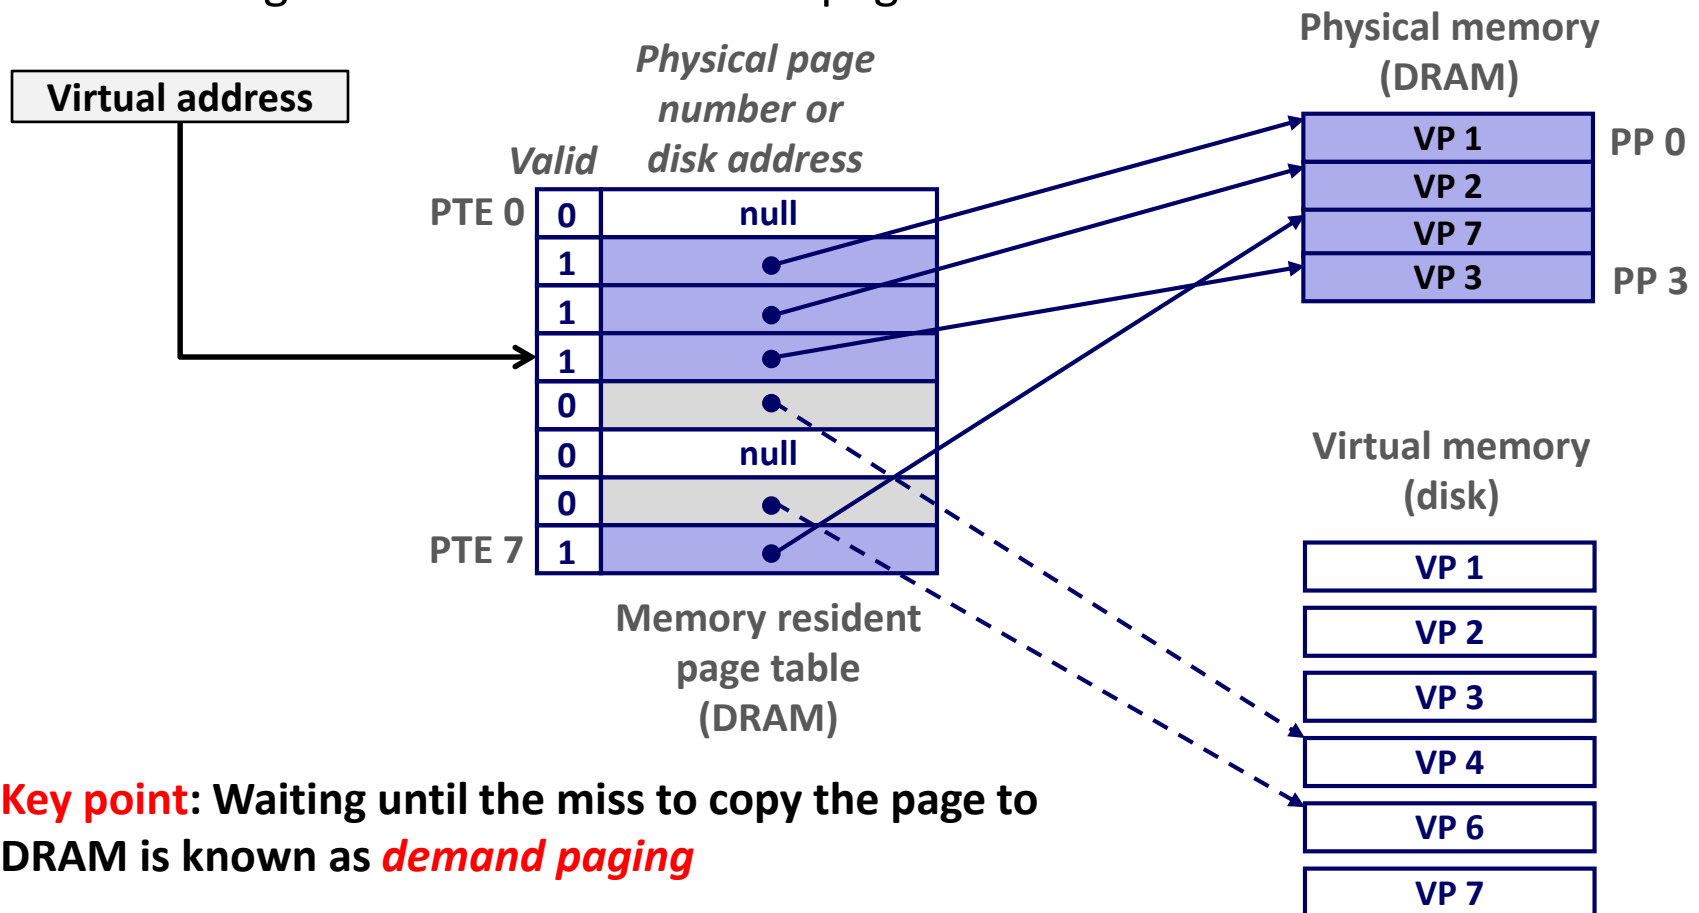 Physical memory
(DRAM)
Virtual address
Physical page
number or
disk address
Valid
VP 1
PP 0
VP 2
VP 7
VP 3
PP 3
PTE 0
0
null
1
1
1
0
0
null
0
PTE 7
1
Memory resident
page table
(DRAM)
Virtual memory
(disk)
VP 1
VP 2
VP 3
VP 4
VP 6
VP 7
Key point: Waiting until the miss to copy the page to
DRAM is known as demand paging